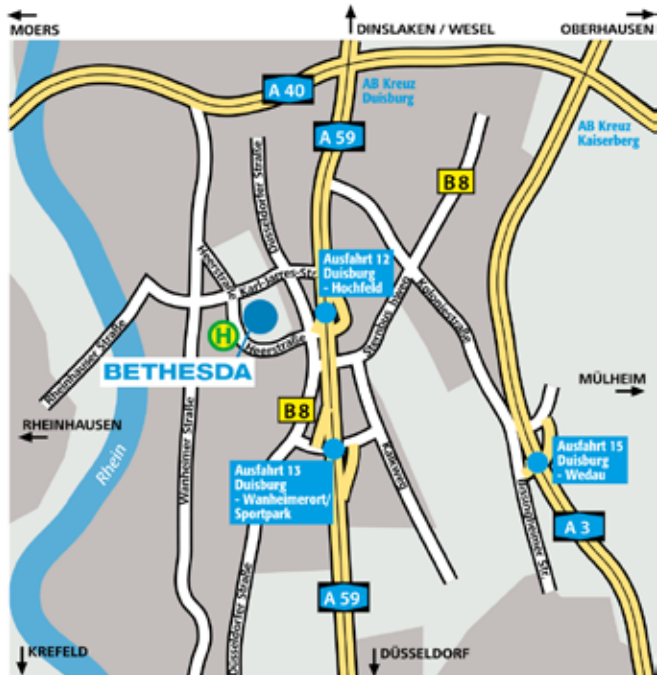 MOERS
DINSLAKEN / WESEL
OBERHAUSEN
A 40
AB Kreuz
Duisburg
A 59
AB Kreuz
Kaiserberg
B 8
Düsseldorfer Straße
Heerstraße
Karl-Jarres-Str.
Ausfahrt 12
Duisburg
- Hochfeld
Koloniestraße
Sternbuschweg
H
Heerstraße
BETHESDA
Rheinhauser Straße
MÜLHEIM
B 8
RHEINHAUSEN
Rhein
Wanheimer Straße
Kalkweg
Ausfahrt 13
Duisburg
- Wanheimerort/
Sportpark
Ausfahrt 15
Duisburg
- Wedau
A 3
A 59
Düsseldorfer Straße
KREFELD
DÜSSELDORF